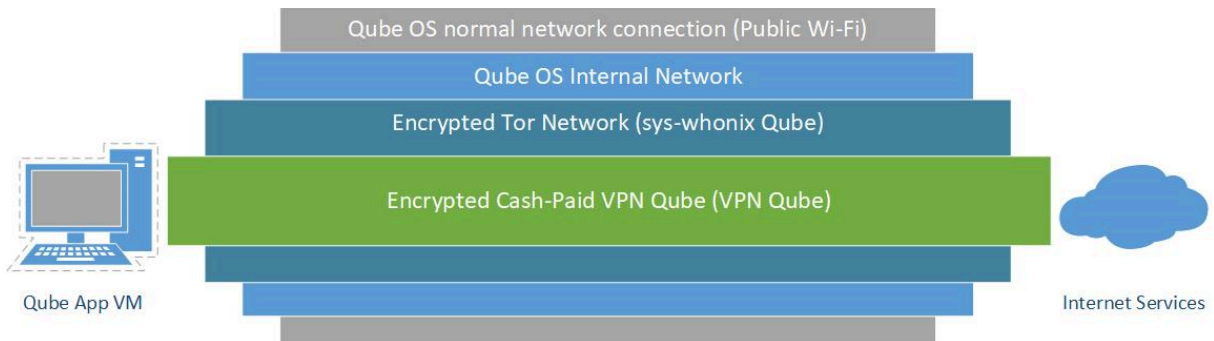 Qube OS normal network connection (Public Wi-Fi)
Qube OS Internal Network
Encrypted Tor Network (sys-whonix Qube)
Encrypted Cash-Paid VPN Qube (VPN Qube)
Qube App VM
Internet Services